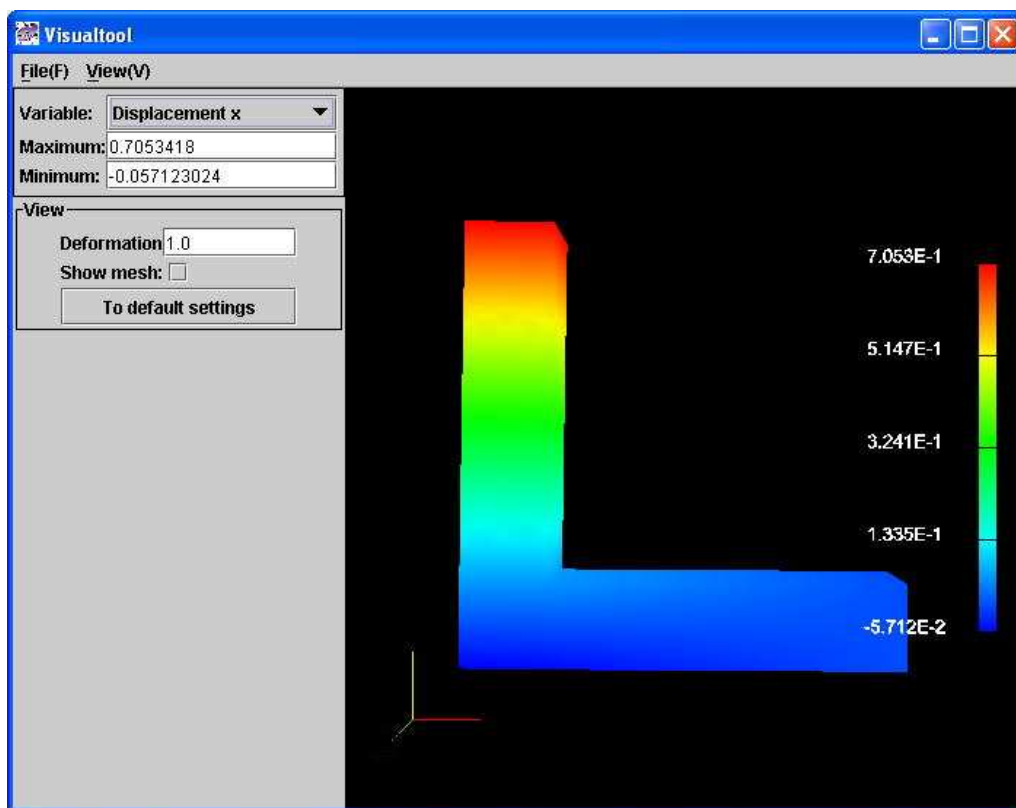 Visualtool
File(F) View(V)
Variable: Displacement x
Maximum: 0.7053418
Minimum: -0.057123024
View
Deformation 1.0
Show mesh:
To default settings
7.053E-1
5.147E-1
3.241E-1
1.335E-1
-5.712E-2